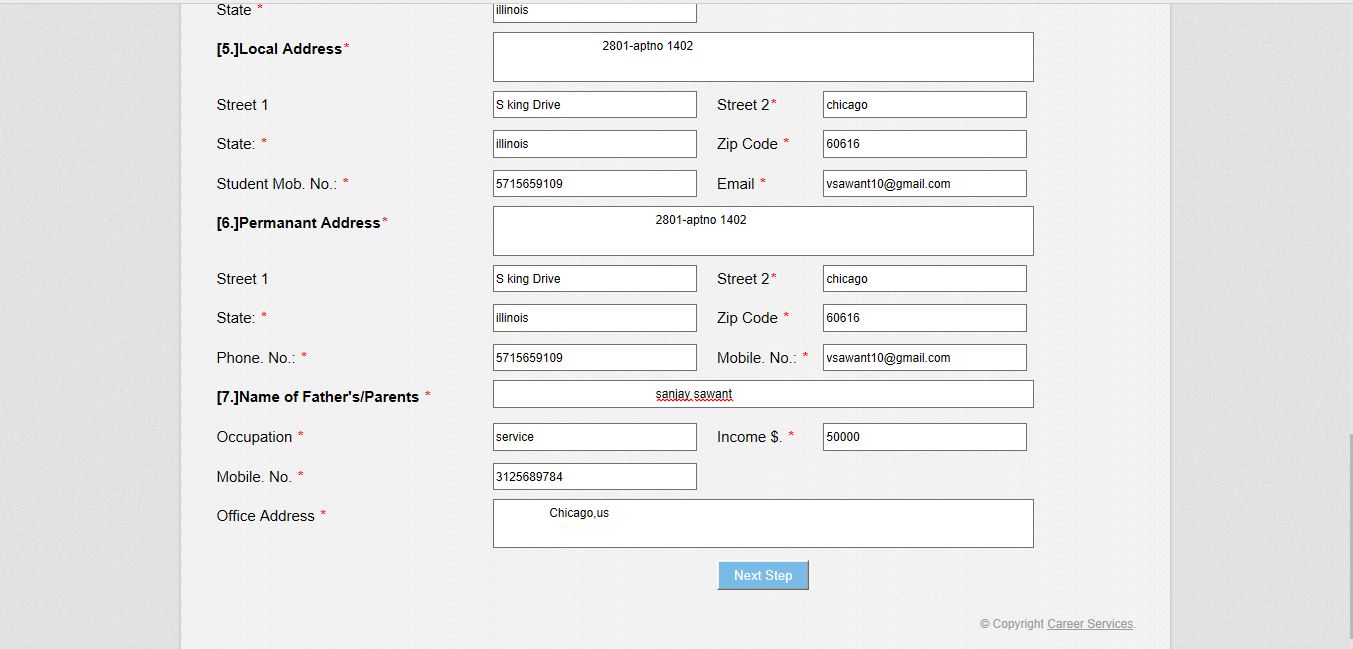 State * illinois
[5.]Local Address* 2801-aptno 1402
Street 1 S king Drive Street 2* chicago
State: * illinois Zip Code * 60616
Student Mob. No.: * 5715659109 Email * vsawant10@gmail.com
[6.]Permanant Address* 2801-aptno 1402
Street 1 S king Drive Street 2* chicago
State: * illinois Zip Code * 60616
Phone. No.: * 5715659109 Mobile. No.: * vsawant10@gmail.com
[7.]Name of Father's/Parents * sanjay sawant
Occupation * service Income $. * 50000
Mobile. No. * 3125689784
Office Address * Chicago,us
Next Step
© Copyright Career Services.